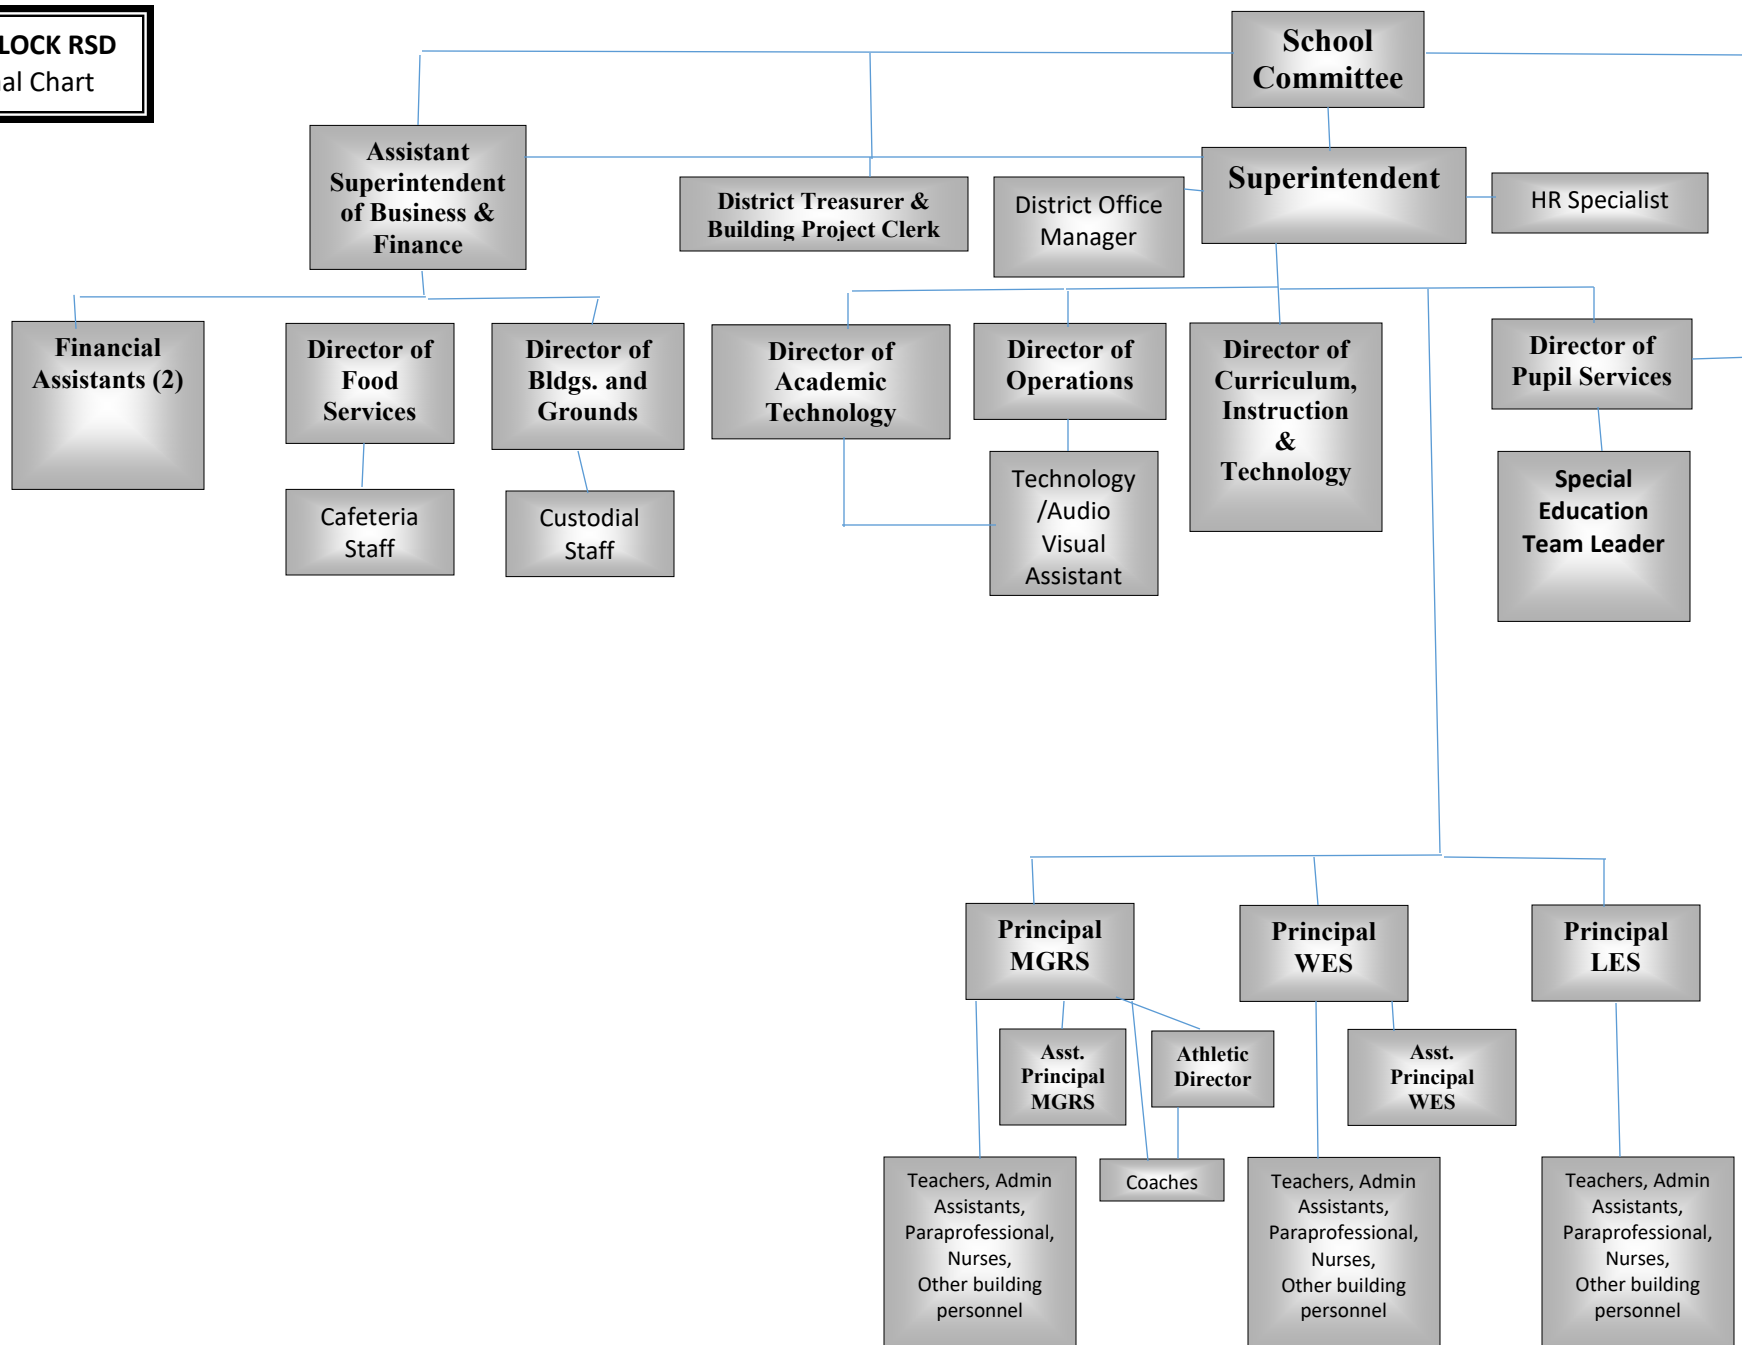 LOCK RSD
al Chart
School
Committee
Assistant
Superintendent
of Business &
Finance
District Treasurer &
Building Project Clerk
District Office
Manager
Superintendent
HR Specialist
Financial
Assistants (2)
Director of
Food
Services
Director of
Bldgs. and
Grounds
Director of
Academic
Technology
Director of
Operations
Director of
Curriculum,
Instruction
&
Technology
Director of
Pupil Services
Cafeteria
Staff
Custodial
Staff
Technology
/Audio
Visual
Assistant
Special
Education
Team Leader
Principal
MGRS
Principal
WES
Principal
LES
Asst.
Principal
MGRS
Athletic
Director
Asst.
Principal
WES
Teachers, Admin
Assistants,
Paraprofessional,
Nurses,
Other building
personnel
Coaches
Teachers, Admin
Assistants,
Paraprofessional,
Nurses,
Other building
personnel
Teachers, Admin
Assistants,
Paraprofessional,
Nurses,
Other building
personnel